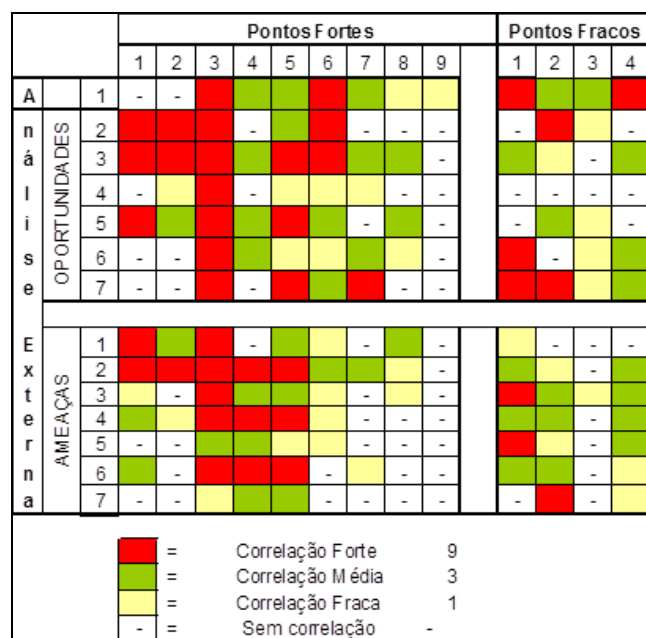 Pontos Fortes Pontos Fracos
1 2 3 4 5 6 7 8 9 1 2 3 4
Análise Externa
OPORTUNIDADES
1 - -
2 - - - - - -
3 - -
4 - - - - - - - -
5 - - - - -
6 - - - -
7 - - - - -
AMEAÇAS
1 - - - - - -
2 - -
3 - - - -
4 - - - -
5 - - - - - -
6 - - - - -
7 - - - - - - - -
= Correlação Forte 9
= Correlação Média 3
= Correlação Fraca 1
- = Sem correlação -